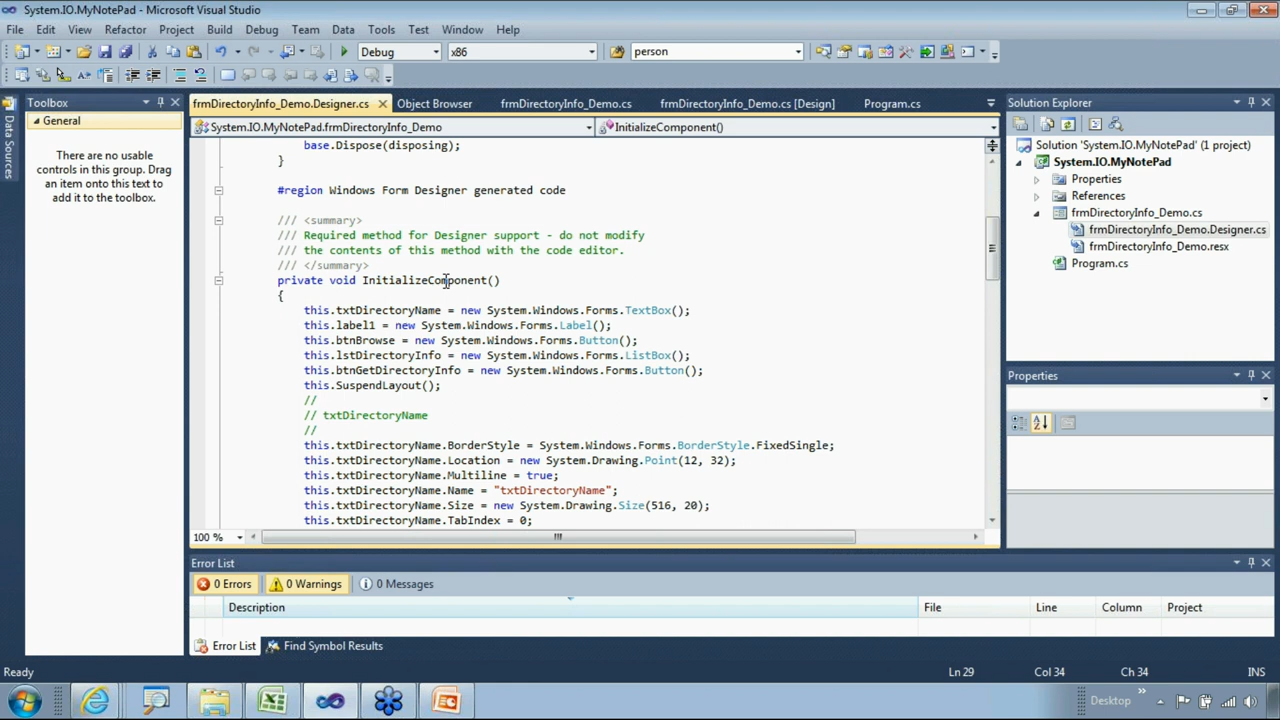 System.IO.MyNotePad - Microsoft Visual Studio
File Edit View Refactor Project Build Debug Team Data Tools Test Window Help
Debug x86 person
Toolbox
General
There are no usable
controls in this group. Drag
an item onto this text to
add it to the toolbox.
Data Sources
frmDirectoryInfo_Demo.Designer.cs Object Browser frmDirectoryInfo_Demo.cs frmDirectoryInfo_Demo.cs [Design] Program.cs
System.IO.MyNotePad.frmDirectoryInfo_Demo InitializeComponent()
base.Dispose(disposing);
}
#region Windows Form Designer generated code
/// <summary>
/// Required method for Designer support - do not modify
/// the contents of this method with the code editor.
/// </summary>
private void InitializeComponent()
{
this.txtDirectoryName = new System.Windows.Forms.TextBox();
this.label1 = new System.Windows.Forms.Label();
this.btnBrowse = new System.Windows.Forms.Button();
this.lstDirectoryInfo = new System.Windows.Forms.ListBox();
this.btnGetDirectoryInfo = new System.Windows.Forms.Button();
this.SuspendLayout();
//
// txtDirectoryName
//
this.txtDirectoryName.BorderStyle = System.Windows.Forms.BorderStyle.FixedSingle;
this.txtDirectoryName.Location = new System.Drawing.Point(12, 32);
this.txtDirectoryName.Multiline = true;
this.txtDirectoryName.Name = "txtDirectoryName";
this.txtDirectoryName.Size = new System.Drawing.Size(516, 20);
this.txtDirectoryName.TabIndex = 0;
100 %
Solution Explorer
Solution 'System.IO.MyNotePad' (1 project)
System.IO.MyNotePad
Properties
References
frmDirectoryInfo_Demo.cs
frmDirectoryInfo_Demo.Designer.cs
frmDirectoryInfo_Demo.resx
Program.cs
Properties
Error List
0 Errors 0 Warnings 0 Messages
Description File Line Column Project
Error List Find Symbol Results
Ready Ln 29 Col 34 Ch 34 INS
Desktop